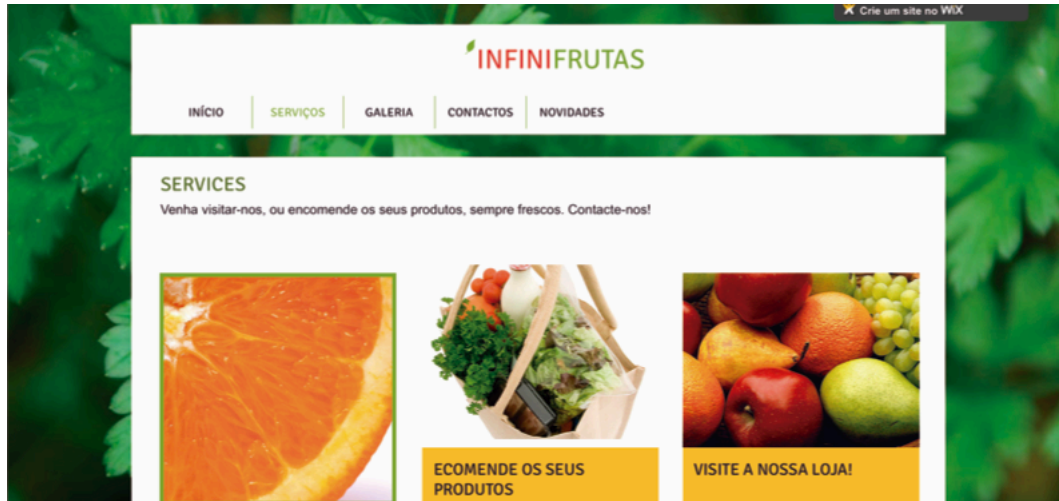 Crie um site no WiX
INFINIFRUTAS
INÍCIO SERVIÇOS GALERIA CONTACTOS NOVIDADES
SERVICES
Venha visitar-nos, ou encomende os seus produtos, sempre frescos. Contacte-nos!
ECOMENDE OS SEUS
PRODUTOS
VISITE A NOSSA LOJA!